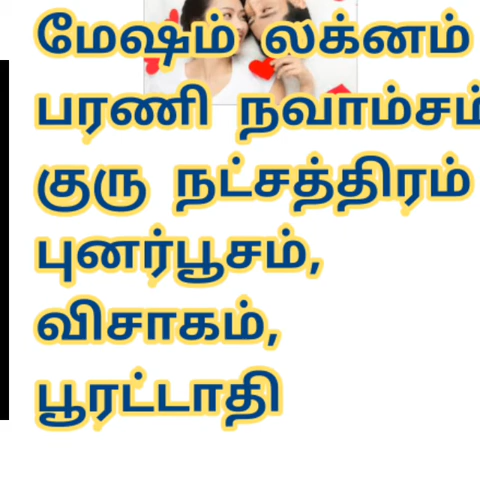 மேஷம் லக்னம்
பரணி நவாம்சம்
குரு நட்சத்திரம்
புனர்பூசம்,
விசாகம்,
பூரட்டாதி